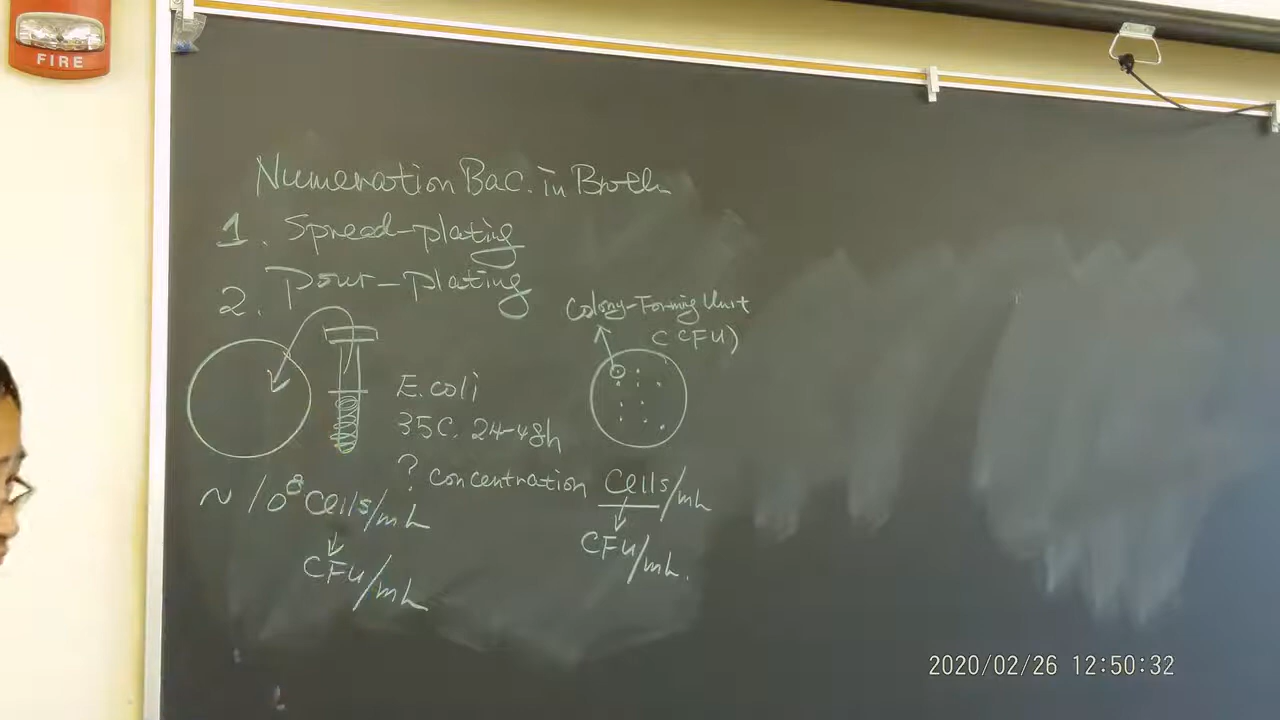 FIRE
Numeration Bac. in Broth
1. Spread-plating
2. Pour-plating
Colony-Forming Unit
(CFU)
E.coli
35C. 24-48h
? concentration Cells/mL
CFU/mL.
~ 10⁸ Cells/mL
CFU/mL
2020/02/26 12:50:32